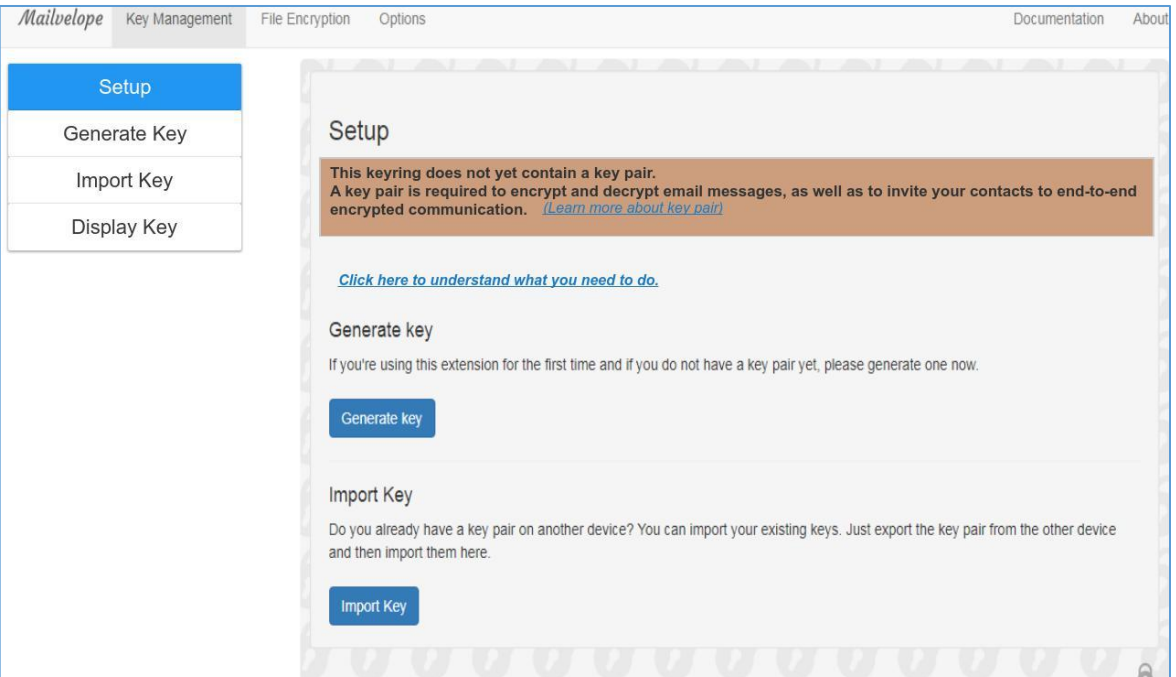 Mailvelope Key Management File Encryption Options Documentation About
Setup
Generate Key
Import Key
Display Key
Setup
This keyring does not yet contain a key pair.
A key pair is required to encrypt and decrypt email messages, as well as to invite your contacts to end-to-end
encrypted communication. (Learn more about key pair)
Click here to understand what you need to do.
Generate key
If you're using this extension for the first time and if you do not have a key pair yet, please generate one now.
Generate key
Import Key
Do you already have a key pair on another device? You can import your existing keys. Just export the key pair from the other device
and then import them here.
Import Key